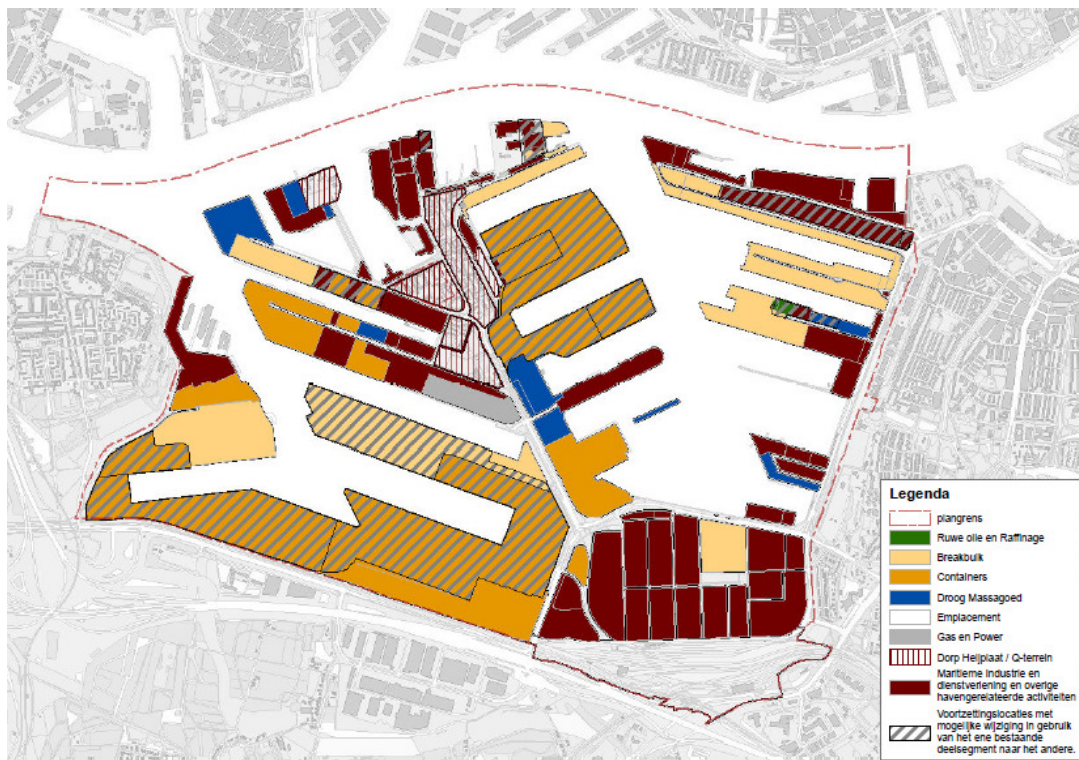 Legenda
plangrens
Ruwe olie en Raffinage
Breakbulk
Containers
Droog Massagoed
Emplacement
Gas en Power
Dorp Heijplaat / Q-terrein
Maritieme Industrie en
dienstverlening en overige
havengerelateerde activiteiten
Voortzettingslocaties met
mogelijke wijziging in gebruik
van het ene bestaande
deelsegment naar het andere.